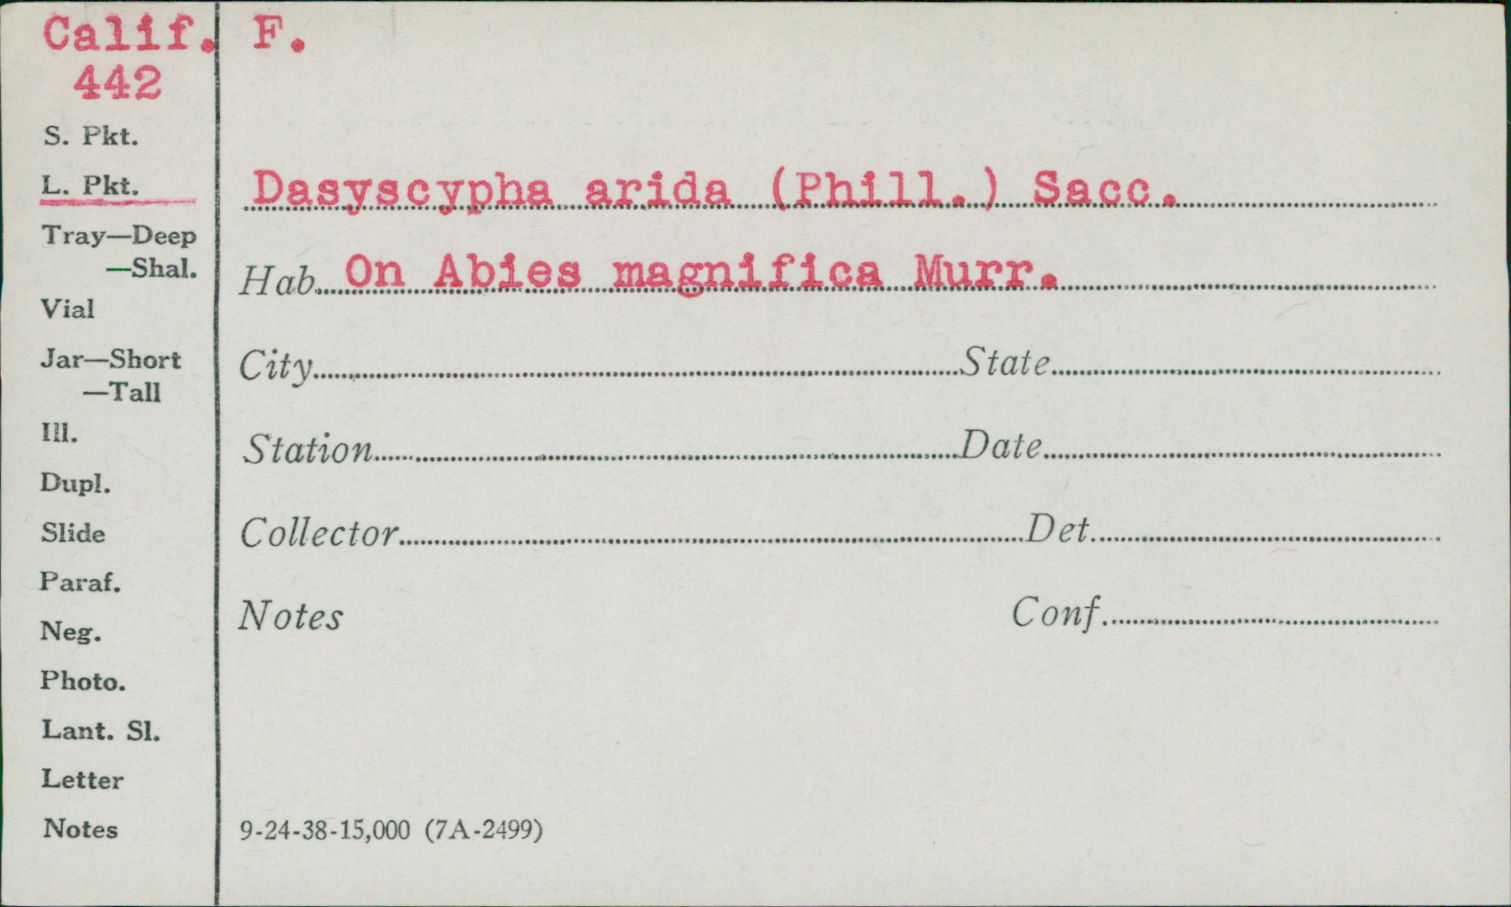 Calif. F.
442
S. Pkt.
L. Pkt.
Dasyscypha arida (Phill.) Sacc.
Tray—Deep
—Shal.
Hab. On Abies magnifica Murr.
Vial
Jar—Short
—Tall
City State
Ill.
Station Date
Dupl.
Slide
Collector Det.
Paraf.
Neg.
Notes Conf.
Photo.
Lant. Sl.
Letter
Notes
9-24-38-15,000 (7A-2499)